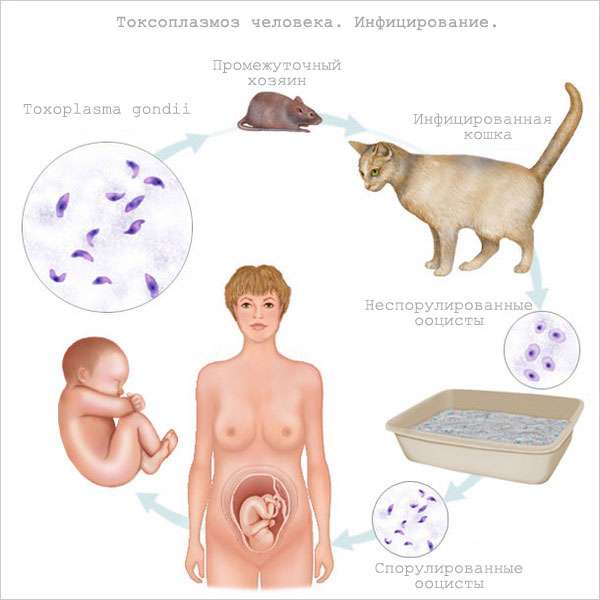 Токсоплазмоз человека. Инфицирование.
Промежуточный
хозяин
Toxoplasma gondii
Инфицированная
кошка
Неспорулированные
ооцисты
Спорулированные
ооцисты